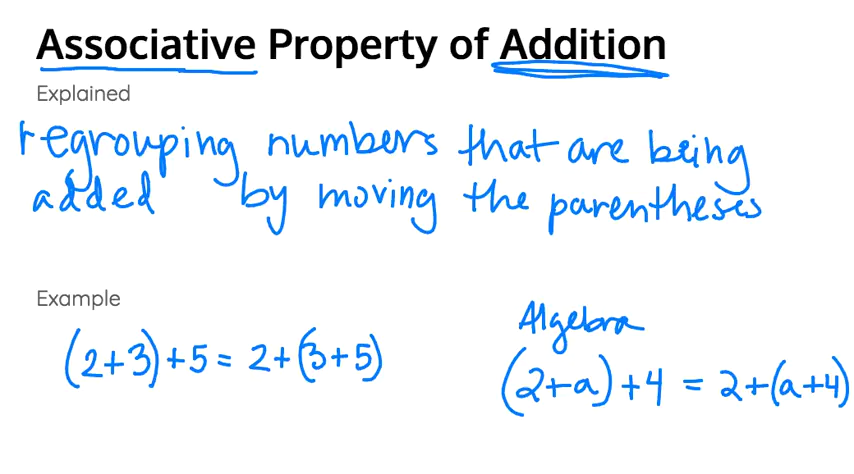 Associative Property of Addition
Explained
regrouping numbers that are being
added by moving the parentheses
Example
(2+3)+5 = 2+(3+5)
Algebra
(2+a)+4 = 2+(a+4)